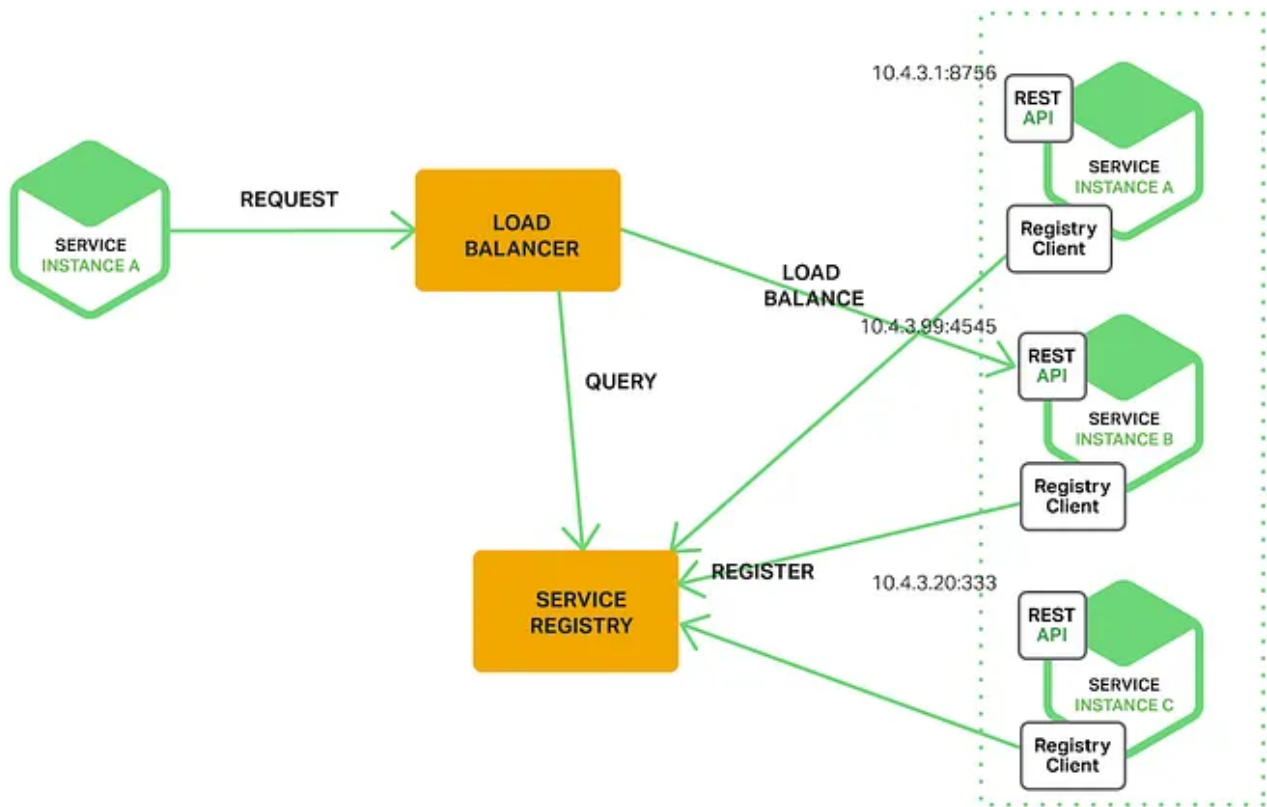 SERVICE
INSTANCE A
REQUEST
LOAD
BALANCER
QUERY
SERVICE
REGISTRY
LOAD
BALANCE
REGISTER
10.4.3.1:8756
REST
API
SERVICE
INSTANCE A
Registry
Client
10.4.3.99:4545
REST
API
SERVICE
INSTANCE B
Registry
Client
10.4.3.20:333
REST
API
SERVICE
INSTANCE C
Registry
Client